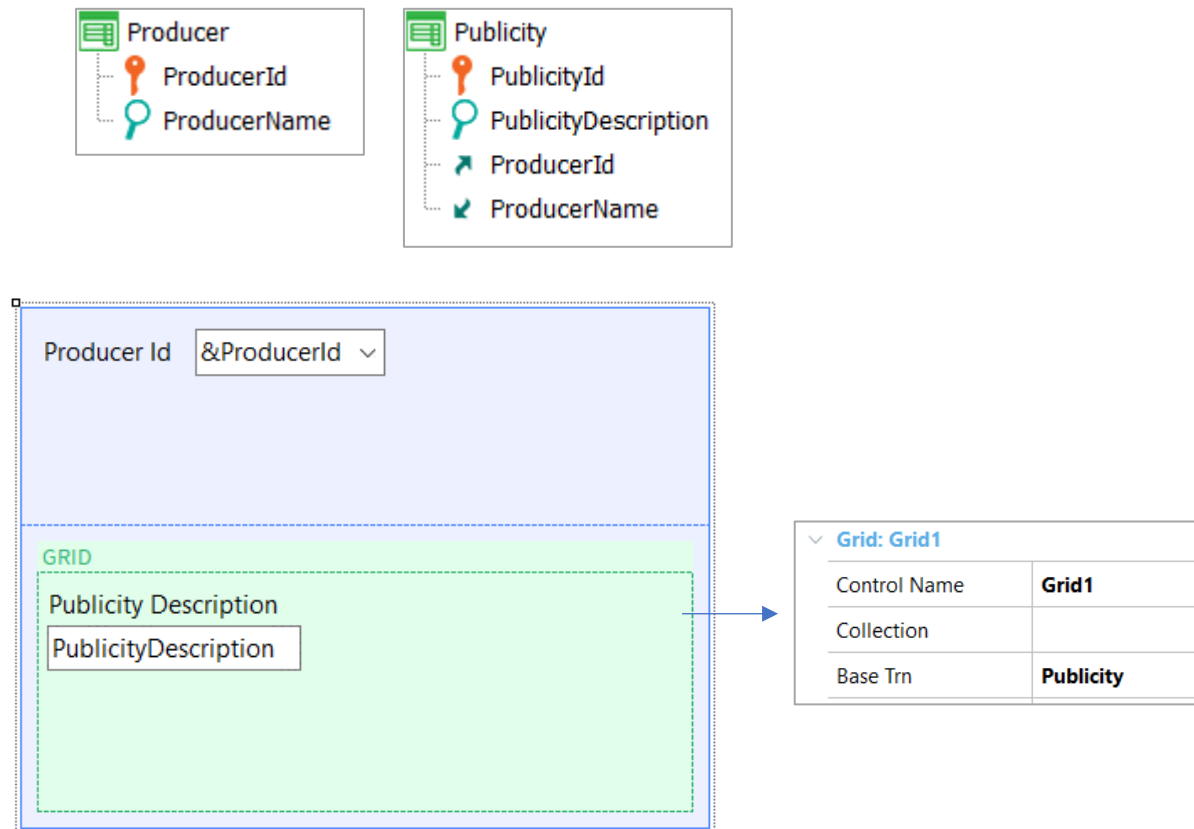 Producer
ProducerId
ProducerName
Publicity
PublicityId
PublicityDescription
ProducerId
ProducerName
Producer Id &ProducerId
GRID
Publicity Description
PublicityDescription
Grid: Grid1
Control Name Grid1
Collection
Base Trn Publicity